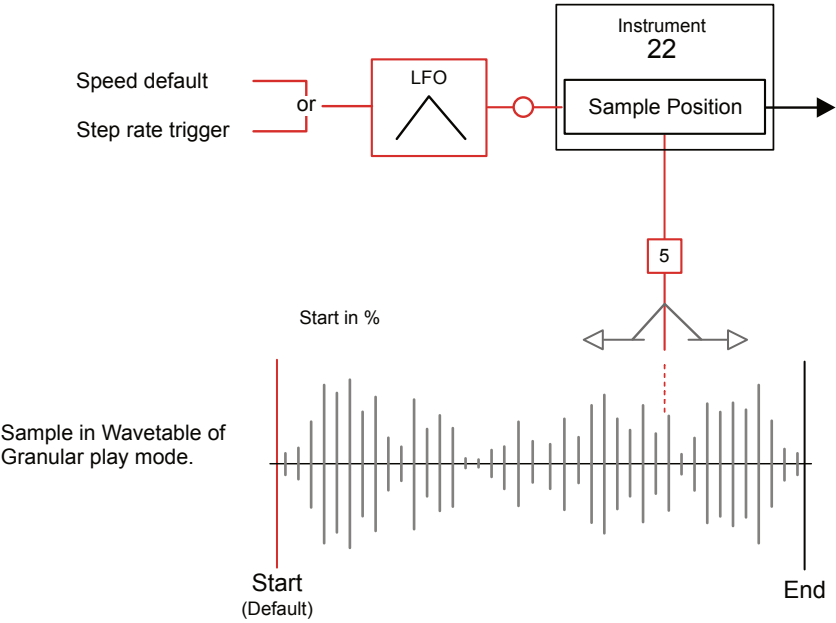 Instrument
22
Speed default
LFO
or
Sample Position
Step rate trigger
5
Start in %
Sample in Wavetable of
Granular play mode.
Start
(Default)
End